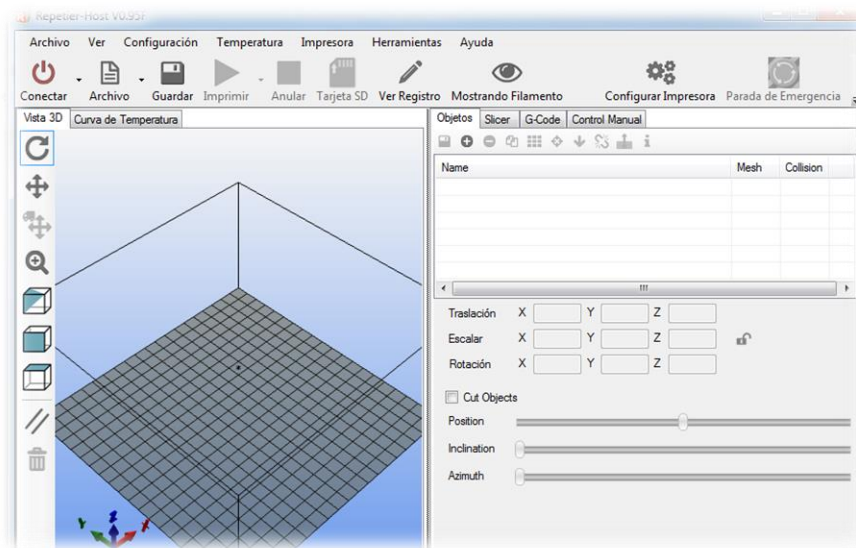 Repetier-Host V0.95f
Archivo Ver Configuración Temperatura Impresora Herramientas Ayuda
Conectar Archivo Guardar Imprimir Anular Tarjeta SD Ver Registro Mostrando Filamento Configurar Impresora Parada de Emergencia
Vista 3D Curva de Temperatura
Objetos Slicer G-Code Control Manual
Name Mesh Collision
Traslación X Y Z
Escalar X Y Z
Rotación X Y Z
Cut Objects
Position
Inclination
Azimuth
Y Z X